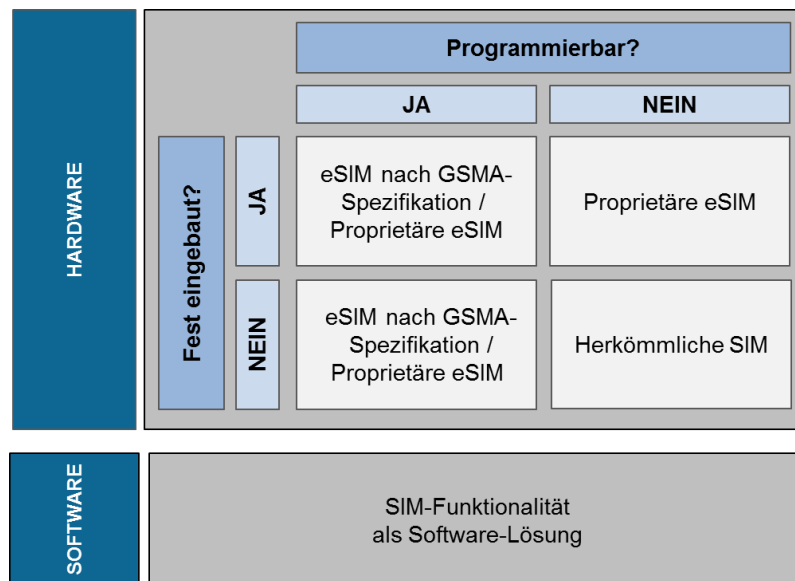 HARDWARE
Programmierbar?
JA
NEIN
Fest eingebaut?
JA
eSIM nach GSMA-
Spezifikation /
Proprietäre eSIM
Proprietäre eSIM
NEIN
eSIM nach GSMA-
Spezifikation /
Proprietäre eSIM
Herkömmliche SIM
SOFTWARE
SIM-Funktionalität
als Software-Lösung